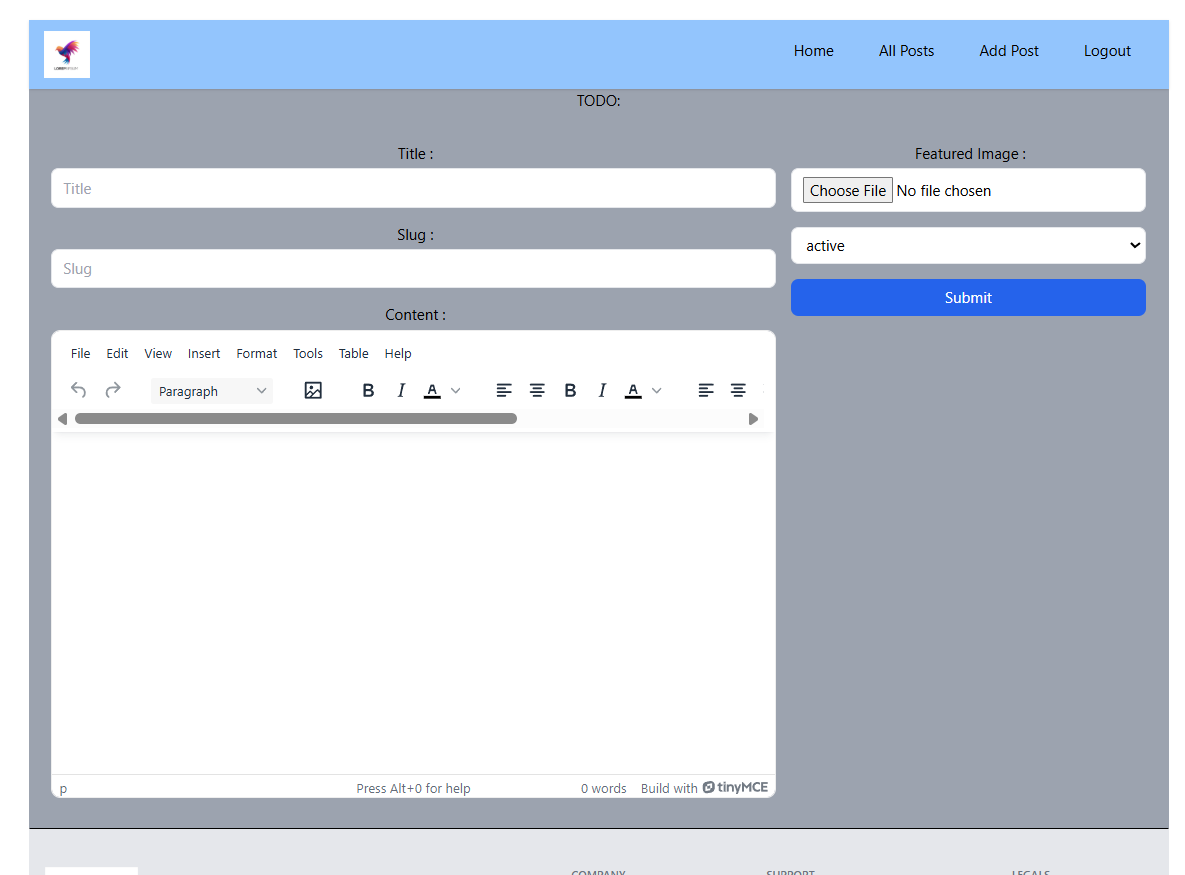 Home All Posts Add Post Logout
TODO:
Title :
Title
Slug :
Slug
Content :
File Edit View Insert Format Tools Table Help
Paragraph B I A B I A
p Press Alt+0 for help 0 words Build with tinyMCE
Featured Image :
Choose File No file chosen
active
Submit
COMPANY SUPPORT LEGALS